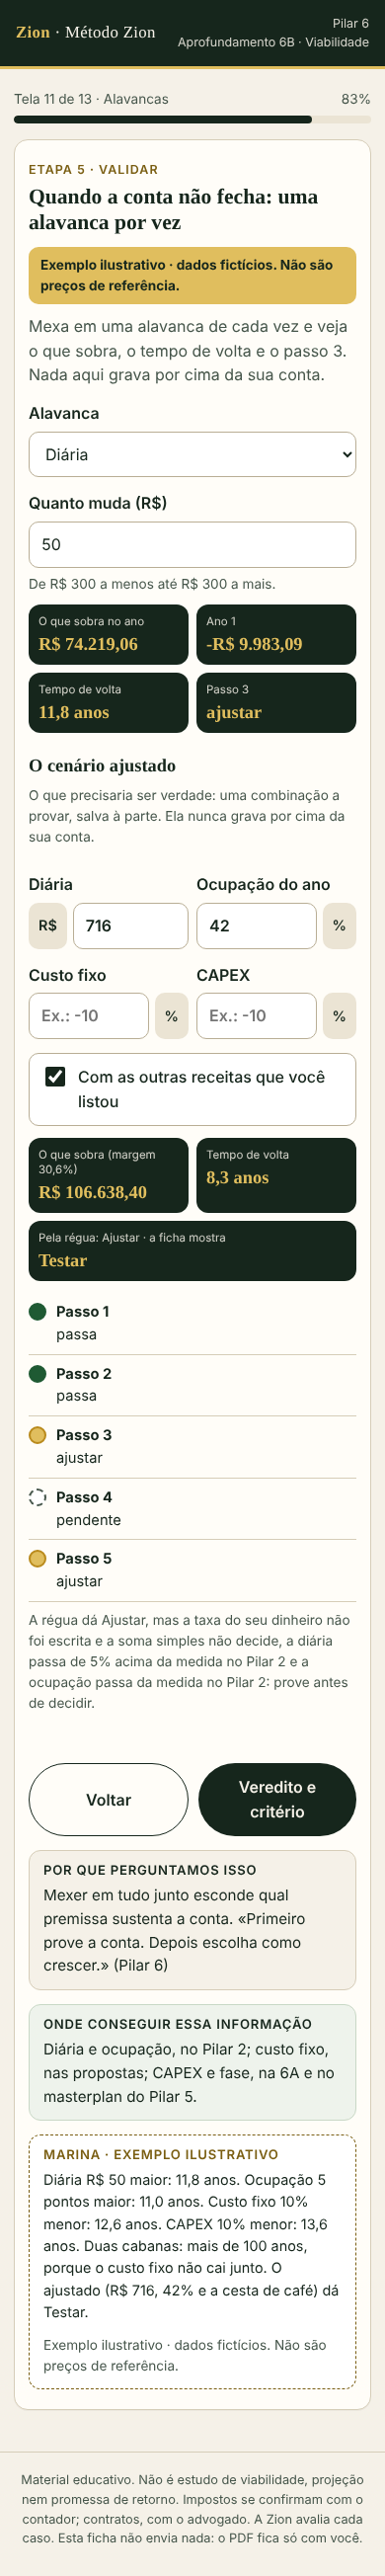 Zion · Método Zion
Pilar 6
Aprofundamento 6B · Viabilidade
Tela 11 de 13 · Alavancas
83%
ETAPA 5 · VALIDAR
Quando a conta não fecha: uma
alavanca por vez
Exemplo ilustrativo · dados fictícios. Não são
preços de referência.
Mexa em uma alavanca de cada vez e veja
o que sobra, o tempo de volta e o passo 3.
Nada aqui grava por cima da sua conta.
Alavanca
Diária
Quanto muda (R$)
50
De R$ 300 a menos até R$ 300 a mais.
O que sobra no ano
R$ 74.219,06
Ano 1
-R$ 9.983,09
Tempo de volta
11,8 anos
Passo 3
ajustar
O cenário ajustado
O que precisaria ser verdade: uma combinação a
provar, salva à parte. Ela nunca grava por cima da
sua conta.
Diária
R$
716
Ocupação do ano
42
%
Custo fixo
Ex.: -10
%
CAPEX
Ex.: -10
%
Com as outras receitas que você
listou
O que sobra (margem
30,6%)
R$ 106.638,40
Tempo de volta
8,3 anos
Pela régua: Ajustar · a ficha mostra
Testar
Passo 1
passa
Passo 2
passa
Passo 3
ajustar
Passo 4
pendente
Passo 5
ajustar
A régua dá Ajustar, mas a taxa do seu dinheiro não
foi escrita e a soma simples não decide, a diária
passa de 5% acima da medida no Pilar 2 e a
ocupação passa da medida no Pilar 2: prove antes
de decidir.
Voltar
Veredito e
critério
POR QUE PERGUNTAMOS ISSO
Mexer em tudo junto esconde qual
premissa sustenta a conta. «Primeiro
prove a conta. Depois escolha como
crescer.» (Pilar 6)
ONDE CONSEGUIR ESSA INFORMAÇÃO
Diária e ocupação, no Pilar 2; custo fixo,
nas propostas; CAPEX e fase, na 6A e no
masterplan do Pilar 5.
MARINA · EXEMPLO ILUSTRATIVO
Diária R$ 50 maior: 11,8 anos. Ocupação 5
pontos maior: 11,0 anos. Custo fixo 10%
menor: 12,6 anos. CAPEX 10% menor: 13,6
anos. Duas cabanas: mais de 100 anos,
porque o custo fixo não cai junto. O
ajustado (R$ 716, 42% e a cesta de café) dá
Testar.
Exemplo ilustrativo · dados fictícios. Não são
preços de referência.
Material educativo. Não é estudo de viabilidade, projeção
nem promessa de retorno. Impostos se confirmam com o
contador; contratos, com o advogado. A Zion avalia cada
caso. Esta ficha não envia nada: o PDF fica só com você.